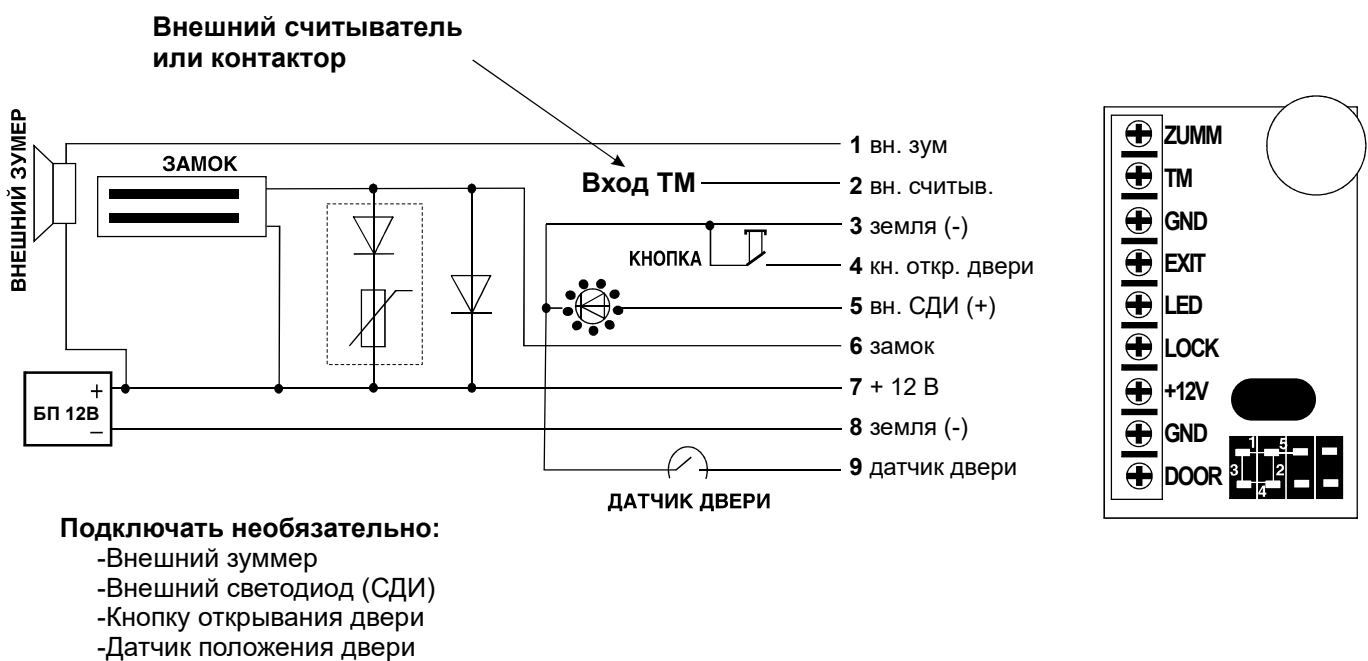 Внешний считыватель
или контактор
ВНЕШНИЙ ЗУМЕР
ЗАМОК
Вход ТМ
КНОПКА
БП 12В
+
–
ДАТЧИК ДВЕРИ
1 вн. зум
2 вн. считыв.
3 земля (-)
4 кн. откр. двери
5 вн. СДИ (+)
6 замок
7 + 12 В
8 земля (-)
9 датчик двери
ZUMM
TM
GND
EXIT
LED
LOCK
+12V
GND
DOOR
1 5
3 2
4
Подключать необязательно:
-Внешний зуммер
-Внешний светодиод (СДИ)
-Кнопку открывания двери
-Датчик положения двери